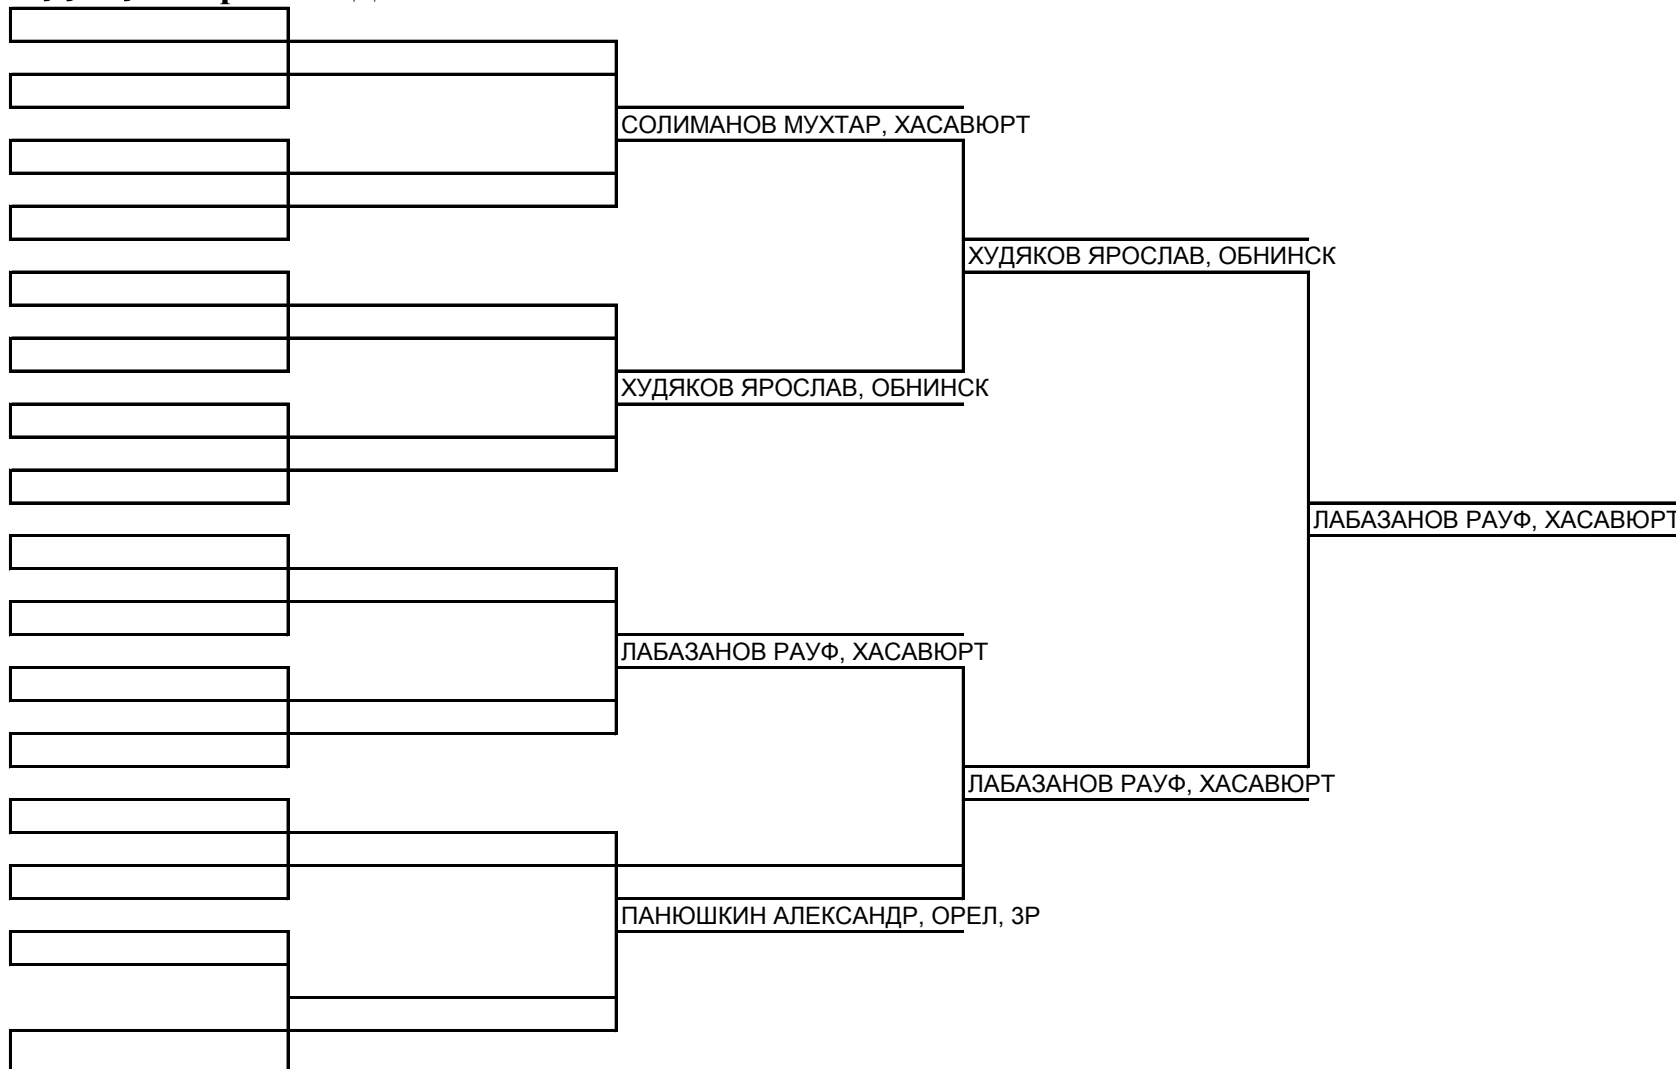 СОЛИМАНОВ МУХТАР, ХАСАВЮРТ
ХУДЯКОВ ЯРОСЛАВ, ОБНИНСК
ХУДЯКОВ ЯРОСЛАВ, ОБНИНСК
ЛАБАЗАНОВ РАУФ, ХАСАВЮРТ
ЛАБАЗАНОВ РАУФ, ХАСАВЮРТ
ЛАБАЗАНОВ РАУФ, ХАСАВЮРТ
ПАНЮШКИН АЛЕКСАНДР, ОРЕЛ, 3Р